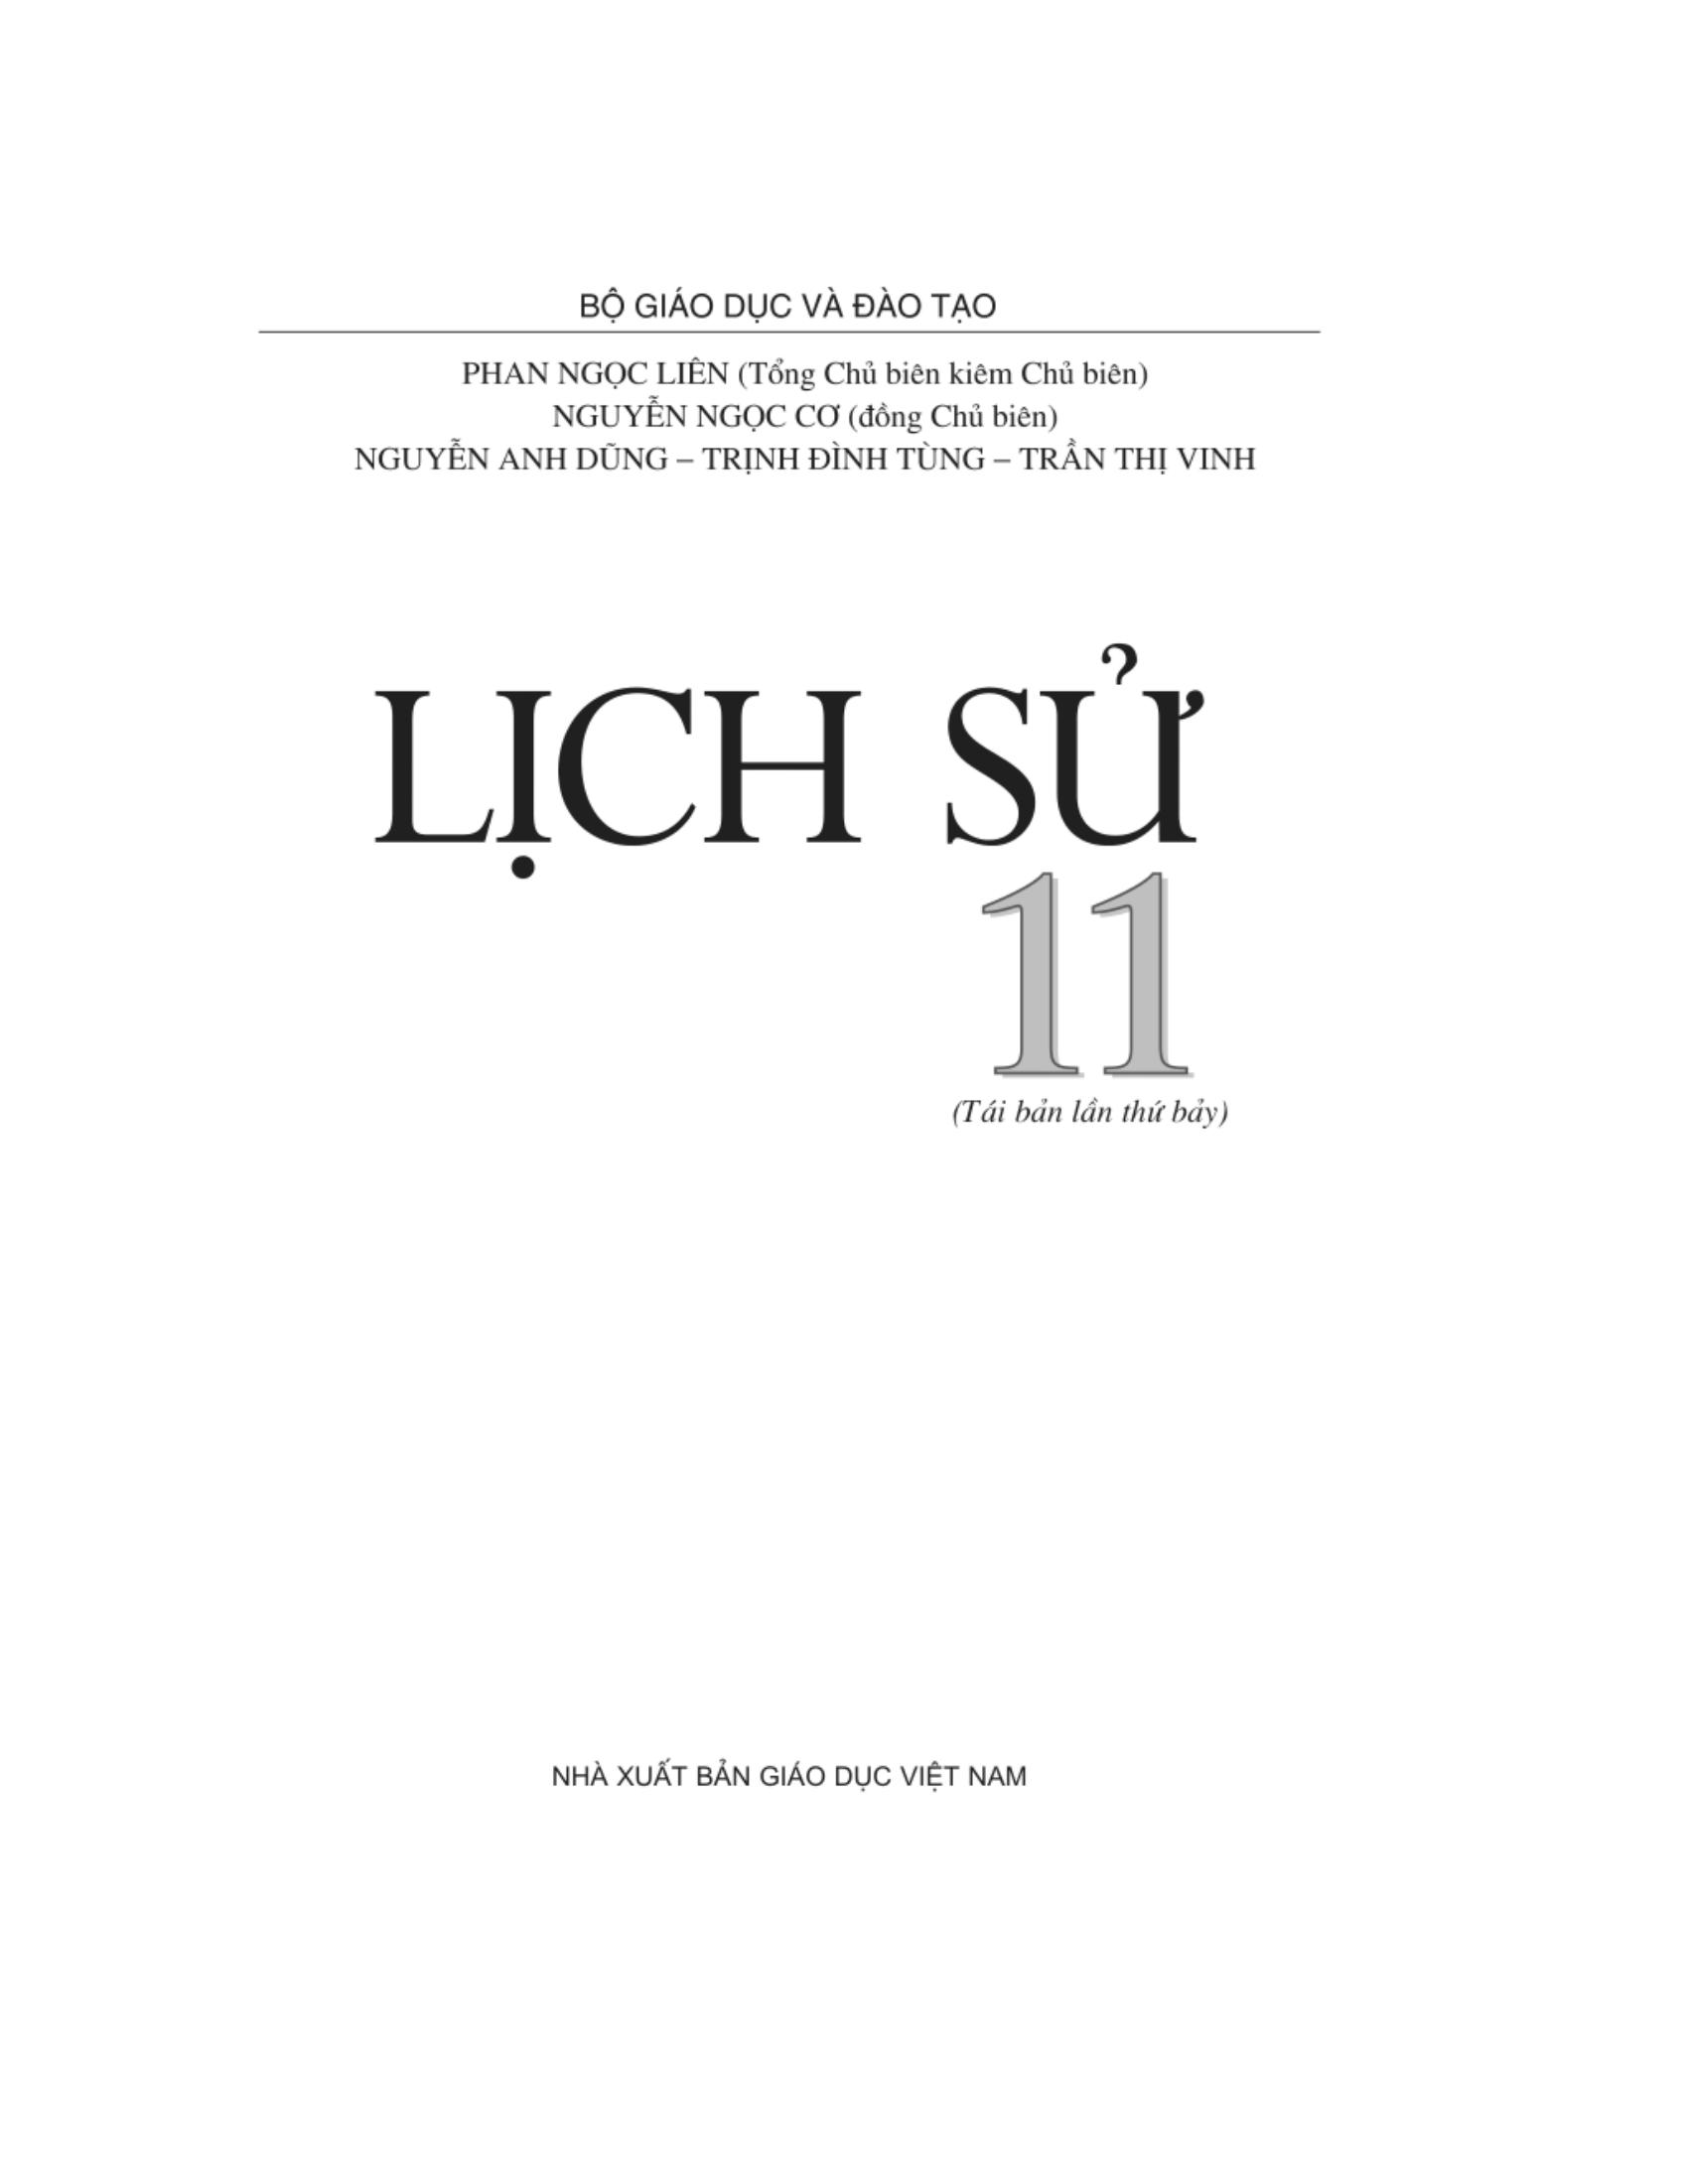 BỘ GIÁO DỤC VÀ ĐÀO TẠO
PHAN NGỌC LIÊN (Tổng Chủ biên kiêm Chủ biên)
NGUYỄN NGỌC CƠ (đồng Chủ biên)
NGUYỄN ANH DŨNG – TRỊNH ĐÌNH TÙNG – TRẦN THỊ VINH
LỊCH SỬ
11
(Tái bản lần thứ bảy)
NHÀ XUẤT BẢN GIÁO DỤC VIỆT NAM